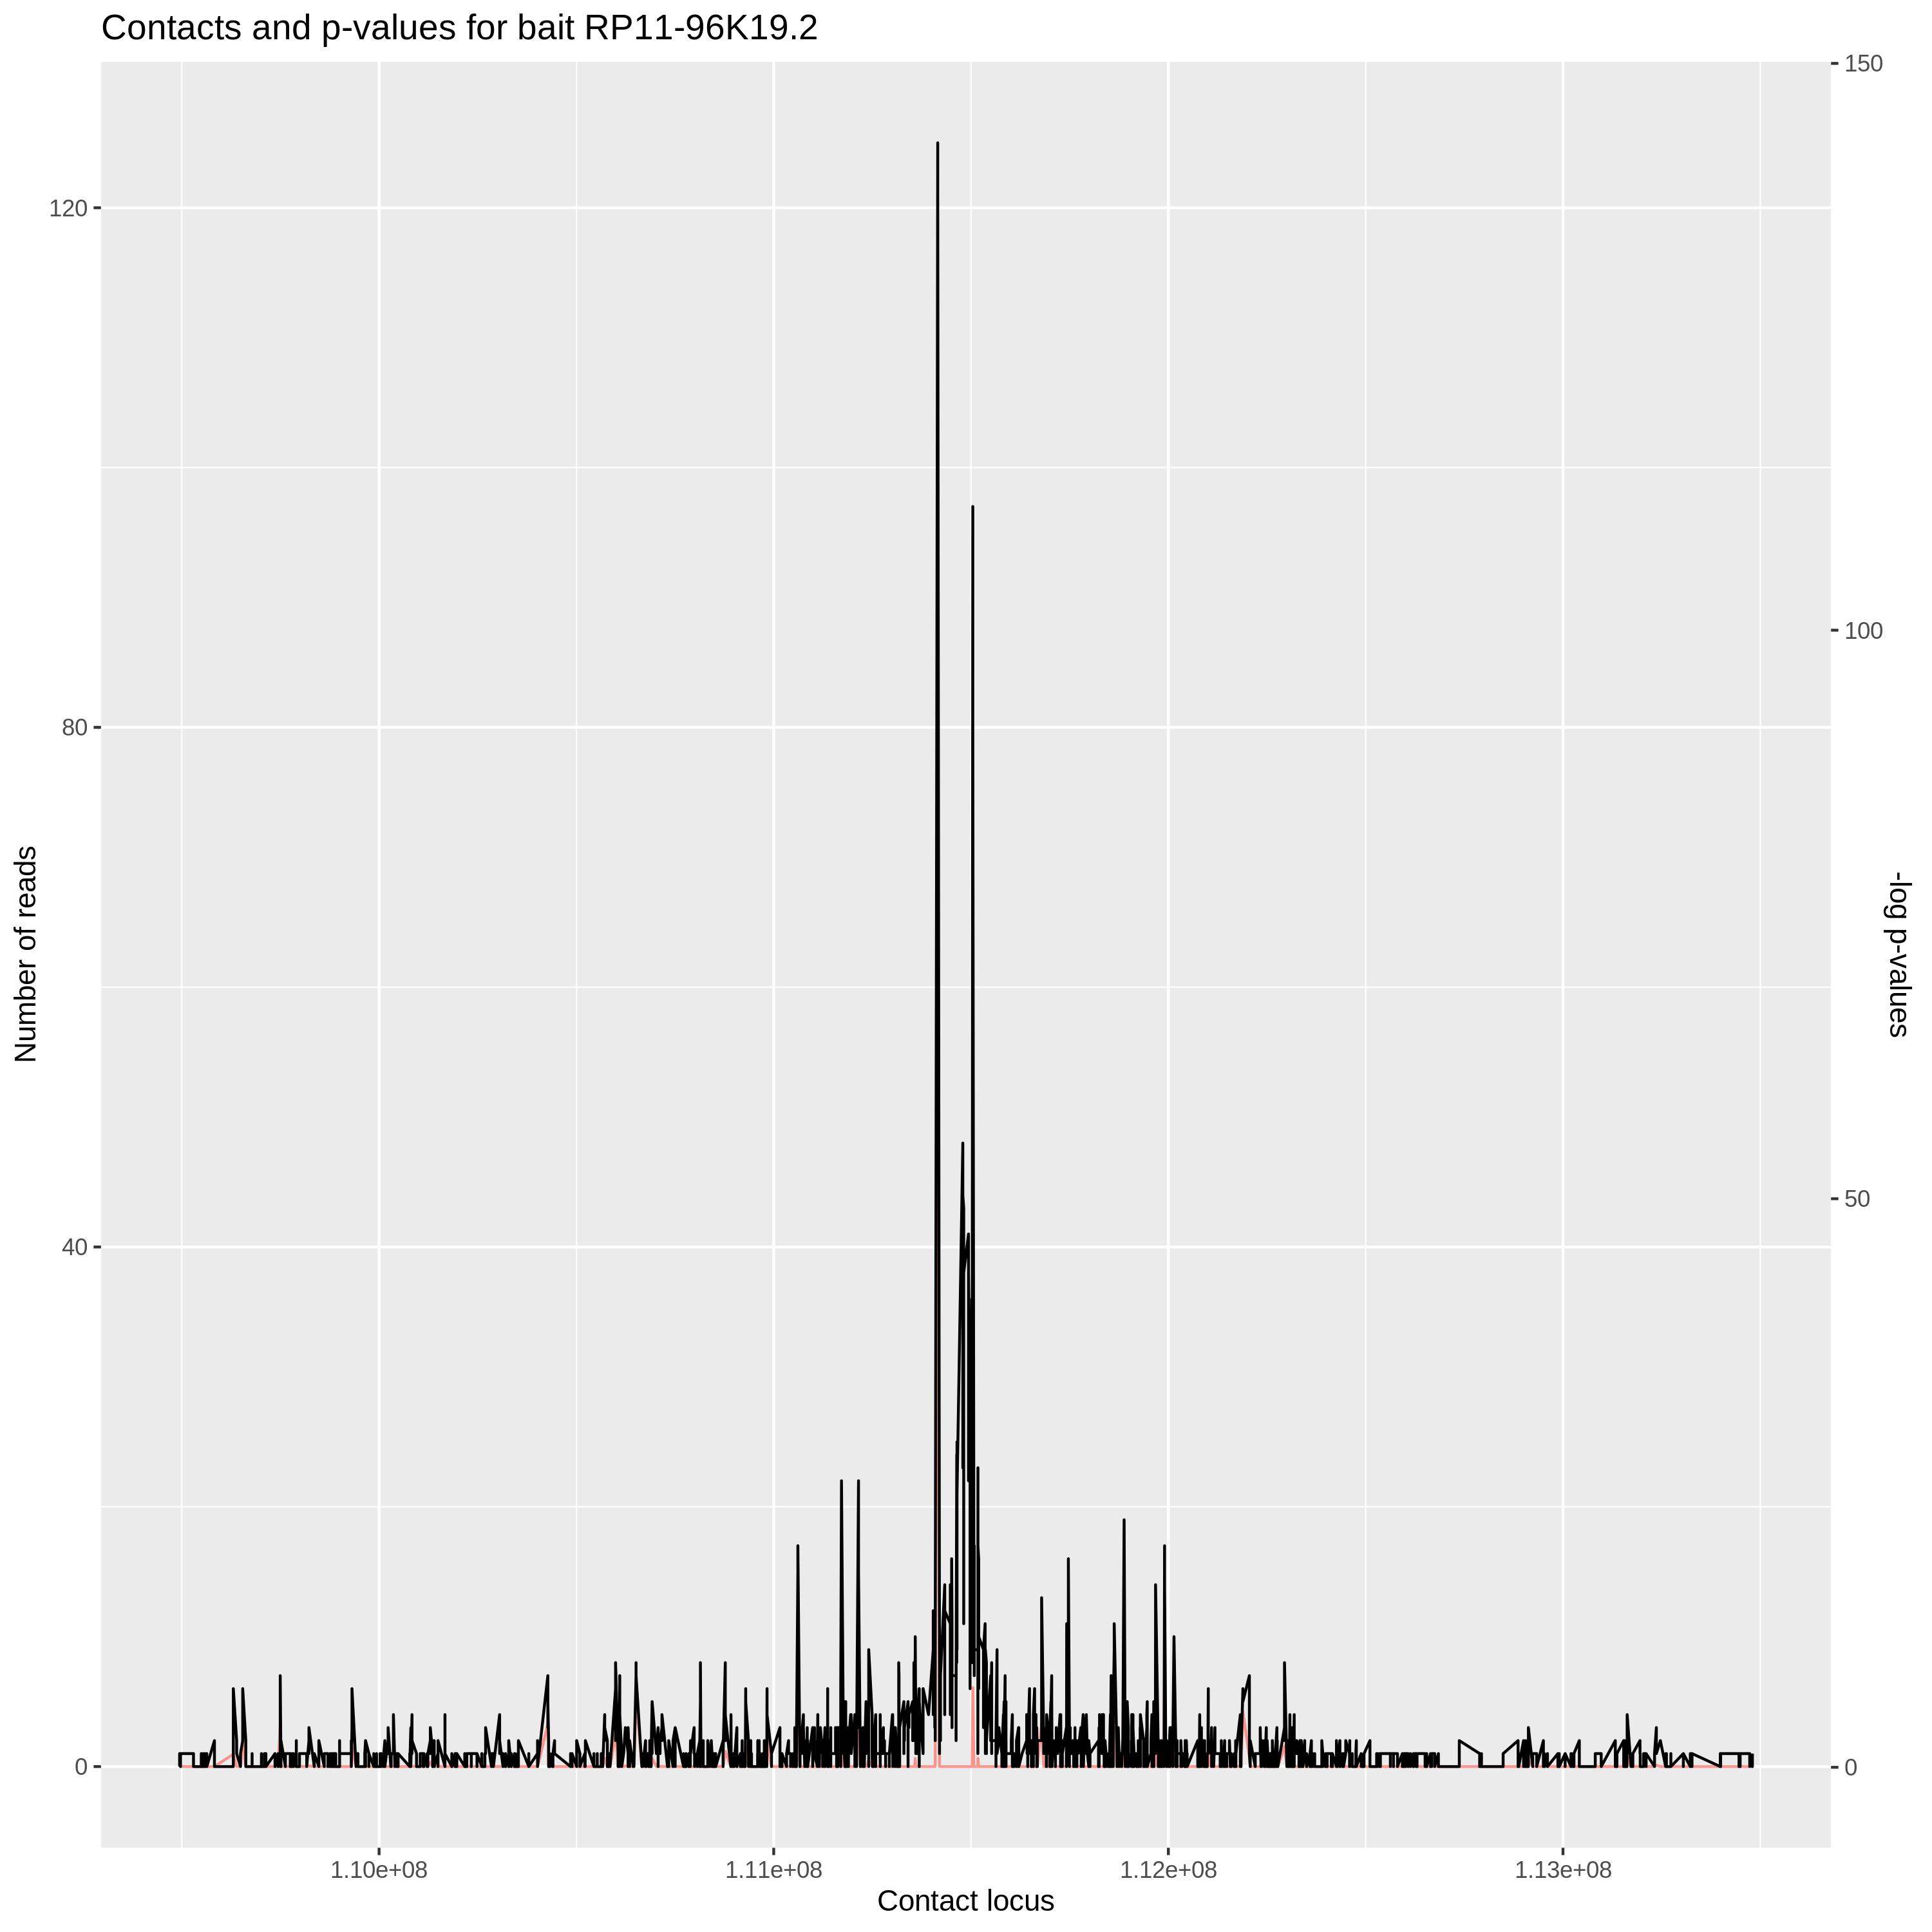 Contacts and p-values for bait RP11-96K19.2
150
120
100
80
50
40
0
0
Number of reads
-log p-values
1.10e+08
1.11e+08
1.12e+08
1.13e+08
Contact locus